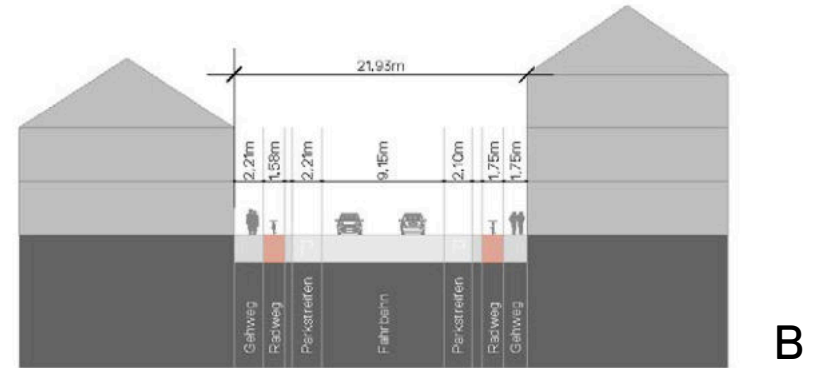 21.93m
2.21m
1.58m
2.21m
9.15m
2.10m
1.75m
1.75m
Gehweg
Radweg
Parkstreifen
Fahrbahn
Parkstreifen
Radweg
Gehweg
B